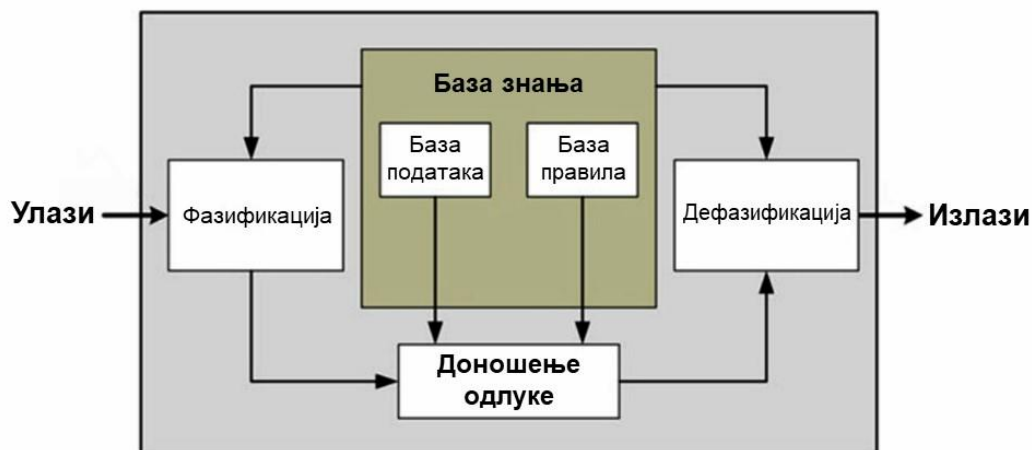 База знања
База
података
База
правила
Улази
Фазификација
Дефазификација
Излази
Доношење
одлуке